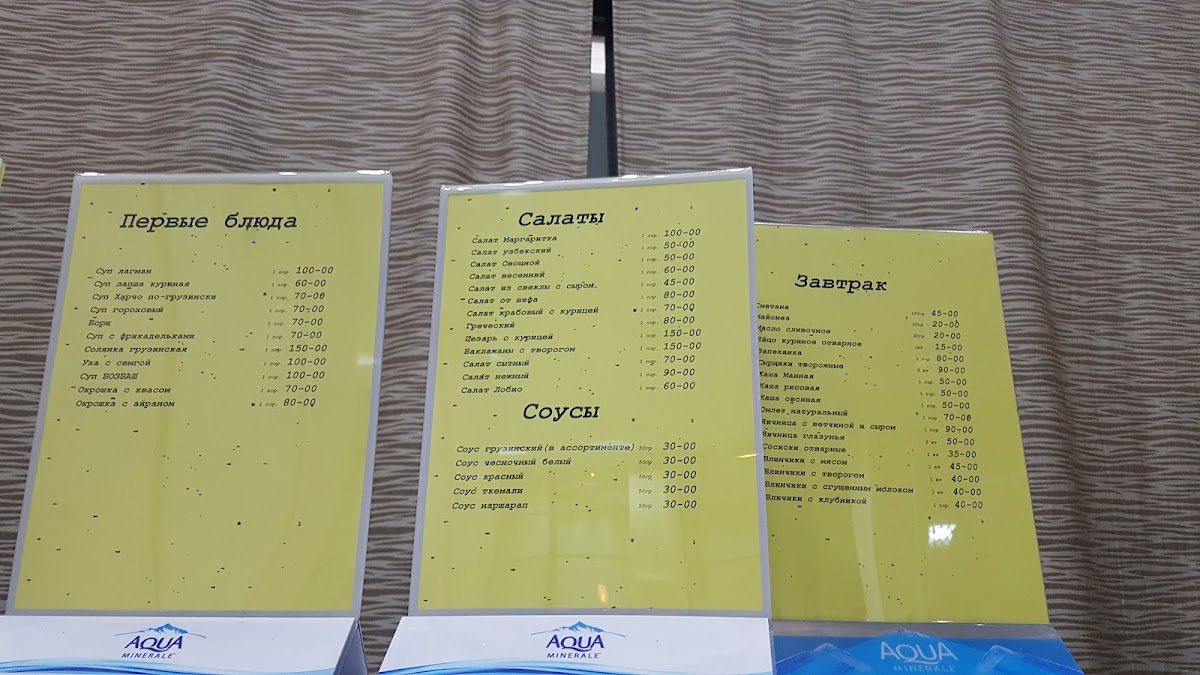 Первые блюда
Суп лагман 1 пор. 100-00
Суп лапша куриная 1 пор. 60-00
Суп Харчо по-грузински 1 пор. 70-00
Суп гороховый 1 пор. 70-00
Борщ 1 пор. 70-00
Суп с фрикадельками 1 пор. 70-00
Солянка грузинская 1 пор. 150-00
Уха с семгой 1 пор. 100-00
Суп БОЗБАШ 1 пор. 100-00
Окрошка с квасом 1 пор. 70-00
Окрошка с айраном 1 пор. 80-00
AQUA
MINERALE
Салаты
Салат Маргаритка 1 пор. 100-00
Салат узбекский 1 пор. 50-00
Салат Овощной 1 пор. 50-00
Салат весенний 1 пор. 60-00
Салат из свеклы с сыром. 1 пор. 45-00
Салат от шефа 1 пор. 80-00
Салат крабовый с курицей 1 пор. 70-00
Греческий 1 пор. 80-00
Цезарь с курицей 1 пор. 150-00
Баклажаны с творогом 1 пор. 150-00
Салат сытный 1 пор. 70-00
Салат нежный 1 пор. 90-00
Салат Лобио 1 пор. 60-00
Соусы
Соус грузинский(в ассортименте) 50гр 30-00
Соус чесночный белый 50гр 30-00
Соус красный 50гр 30-00
Соус ткемали 50гр 30-00
Соус наршарап 50гр 30-00
AQUA
MINERALE
Завтрак
Сметана 45-00
Майонез 20-00
Масло сливочное 20-00
Яйцо куриное отварное 15-00
Запеканка 80-00
Сырники творожные 90-00
Каша Манная 50-00
Каша рисовая 50-00
Каша овсяная 50-00
Омлет натуральный 70-00
Яичница с ветчиной и сыром 90-00
Яичница глазунья 50-00
Сосиски отварные 35-00
Блинчики с мясом 45-00
Блинчики с творогом 40-00
Блинчики с сгущенным молоком 40-00
Бличики с клубникой 40-00
AQUA
MINERALE